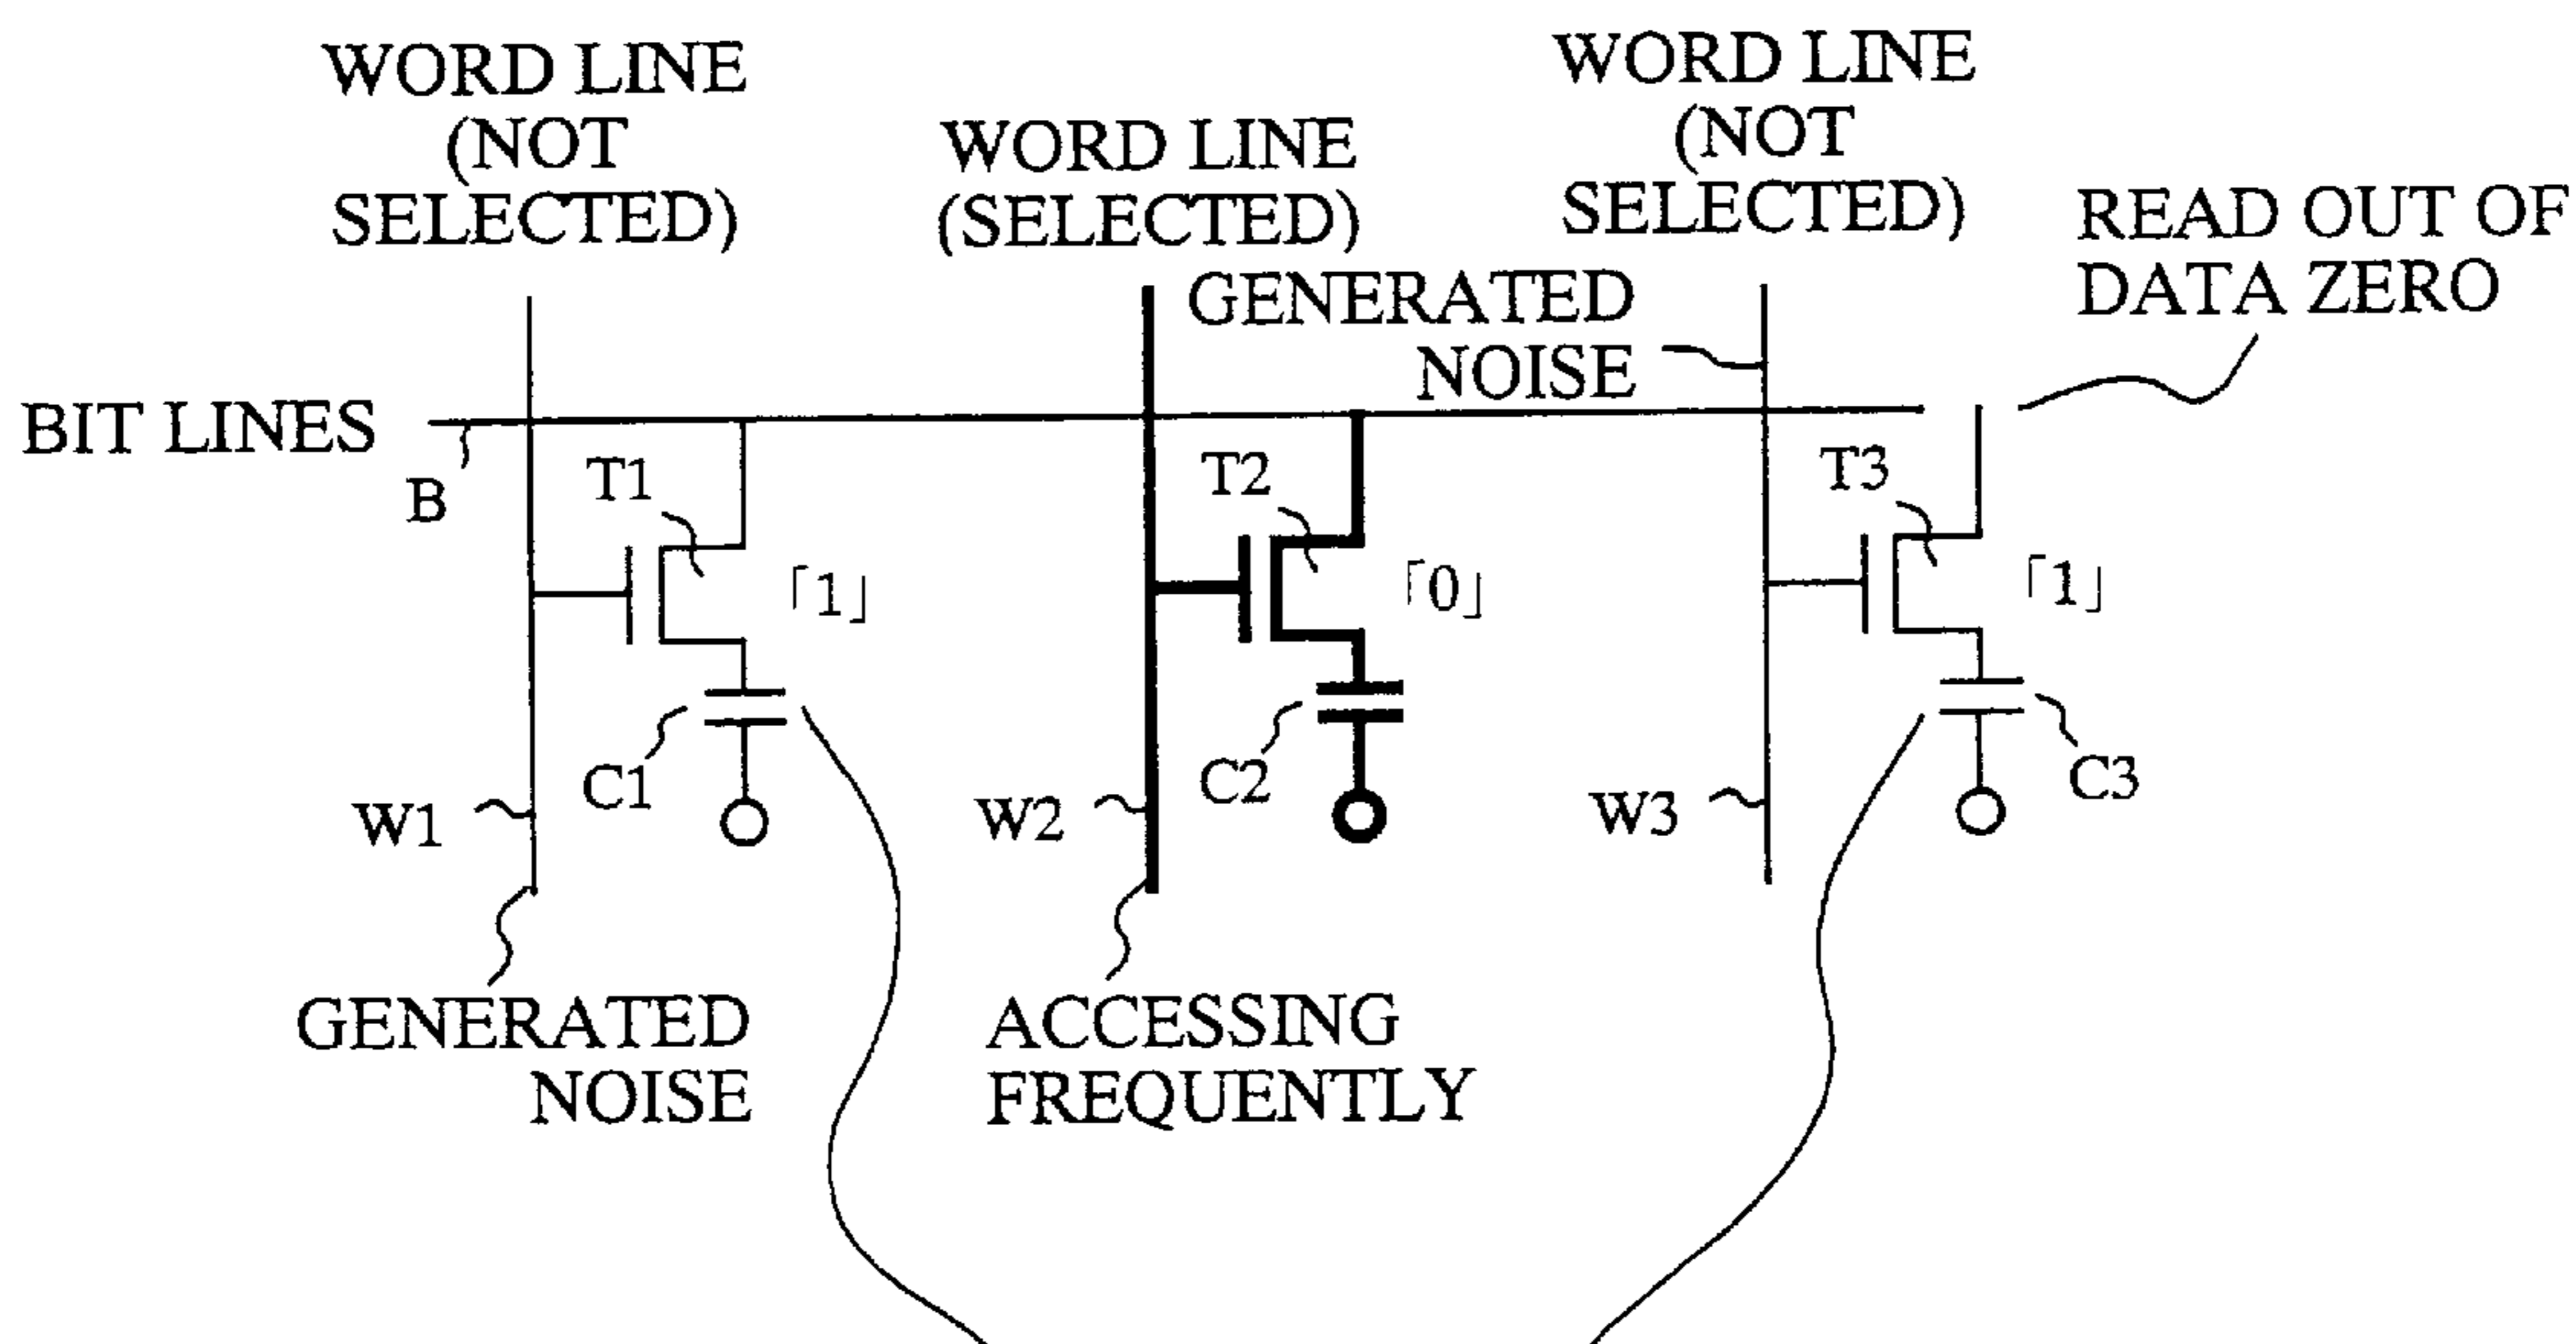 WORD LINE
(NOT
SELECTED)
WORD LINE
(SELECTED)
WORD LINE
(NOT
SELECTED)
READ OUT OF
DATA ZERO
GENERATED
NOISE
BIT LINES
B
T1
「1」
T2
「0」
T3
「1」
C1
W1
C2
W2
C3
W3
GENERATED
NOISE
ACCESSING
FREQUENTLY